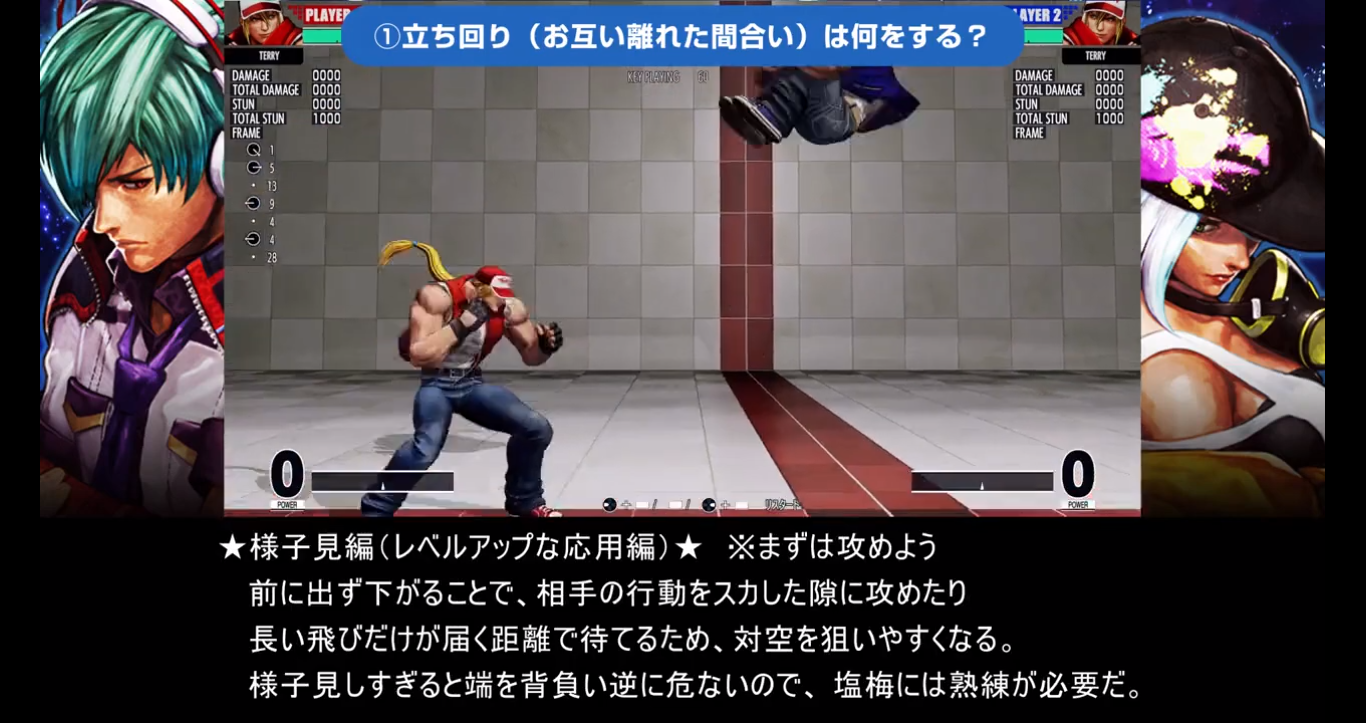 ①立ち回り（お互い離れた間合い）は何をする？
PLAYER
LAYER 2
TERRY
TERRY
DAMAGE 0000
TOTAL DAMAGE 0000
STUN 0000
TOTAL STUN 1000
FRAME
1
5
13
9
4
4
28
DAMAGE 0000
TOTAL DAMAGE 0000
STUN 0000
TOTAL STUN 1000
FRAME
0
POWER
+ / / +
リスタート
0
POWER
★様子見編（レベルアップな応用編）★　※まずは攻めよう
前に出ず下がることで、相手の行動をスカした隙に攻めたり
長い飛びだけが届く距離で待てるため、対空を狙いやすくなる。
様子見しすぎると端を背負い逆に危ないので、塩梅には熟練が必要だ。